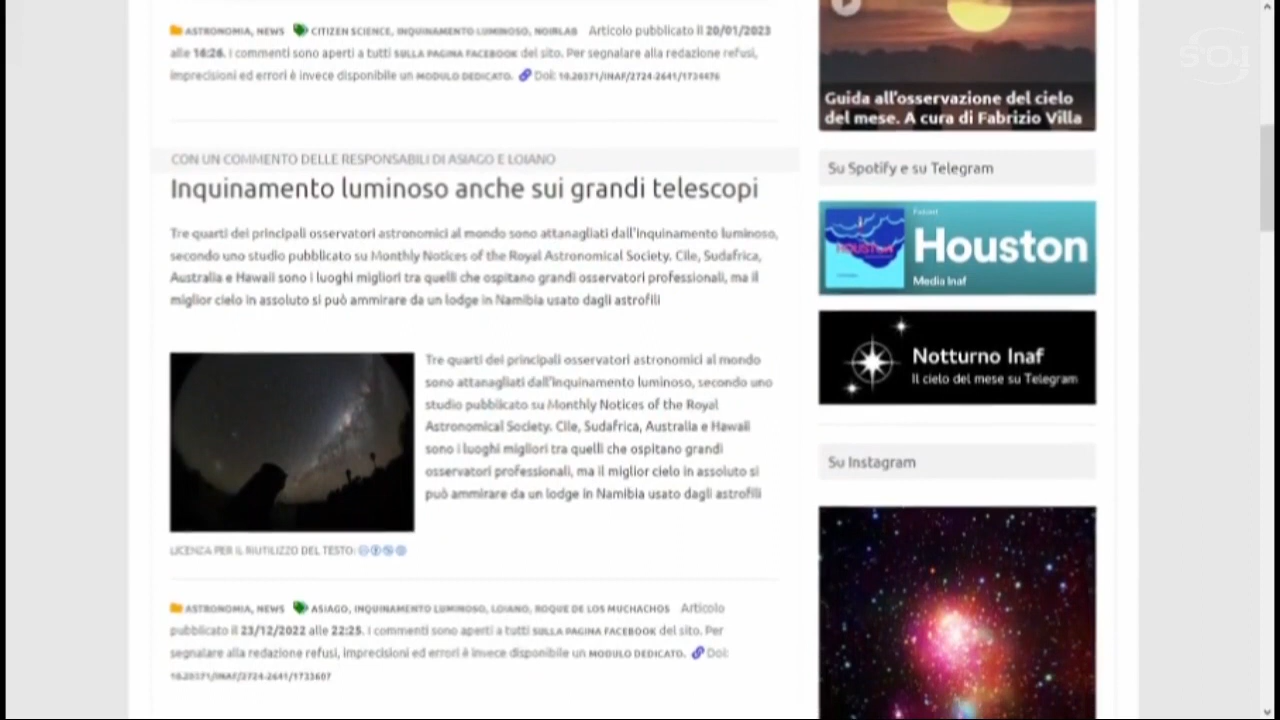 ASTRONOMIA, NEWS CITIZEN SCIENCE, INQUINAMENTO LUMINOSO, NOIRLAB Articolo pubblicato il 20/01/2023
alle 16:26. I commenti sono aperti a tutti SULLA PAGINA FACEBOOK del sito. Per segnalare alla redazione refusi,
imprecisioni ed errori è invece disponibile un MODULO DEDICATO. Doi: 10.20371/INAF/2724-2641/1734476
CON UN COMMENTO DELLE RESPONSABILI DI ASIAGO E LOIANO
Inquinamento luminoso anche sui grandi telescopi
Tre quarti dei principali osservatori astronomici al mondo sono attanagliati dall'inquinamento luminoso,
secondo uno studio pubblicato su Monthly Notices of the Royal Astronomical Society. Cile, Sudafrica,
Australia e Hawaii sono i luoghi migliori tra quelli che ospitano grandi osservatori professionali, ma il
miglior cielo in assoluto si può ammirare da un lodge in Namibia usato dagli astrofili
Tre quarti dei principali osservatori astronomici al mondo
sono attanagliati dall'inquinamento luminoso, secondo uno
studio pubblicato su Monthly Notices of the Royal
Astronomical Society. Cile, Sudafrica, Australia e Hawaii
sono i luoghi migliori tra quelli che ospitano grandi
osservatori professionali, ma il miglior cielo in assoluto si
può ammirare da un lodge in Namibia usato dagli astrofili
LICENZA PER IL RIUTILIZZO DEL TESTO:
ASTRONOMIA, NEWS ASIAGO, INQUINAMENTO LUMINOSO, LOIANO, ROQUE DE LOS MUCHACHOS Articolo
pubblicato il 23/12/2022 alle 22:25. I commenti sono aperti a tutti SULLA PAGINA FACEBOOK del sito. Per
segnalare alla redazione refusi, imprecisioni ed errori è invece disponibile un MODULO DEDICATO. Doi:
10.20371/INAF/2724-2641/1733607
Guida all'osservazione del cielo
del mese. A cura di Fabrizio Villa
Su Spotify e su Telegram
HOUSTON
Houston
Media Inaf
Notturno Inaf
Il cielo del mese su Telegram
Su Instagram